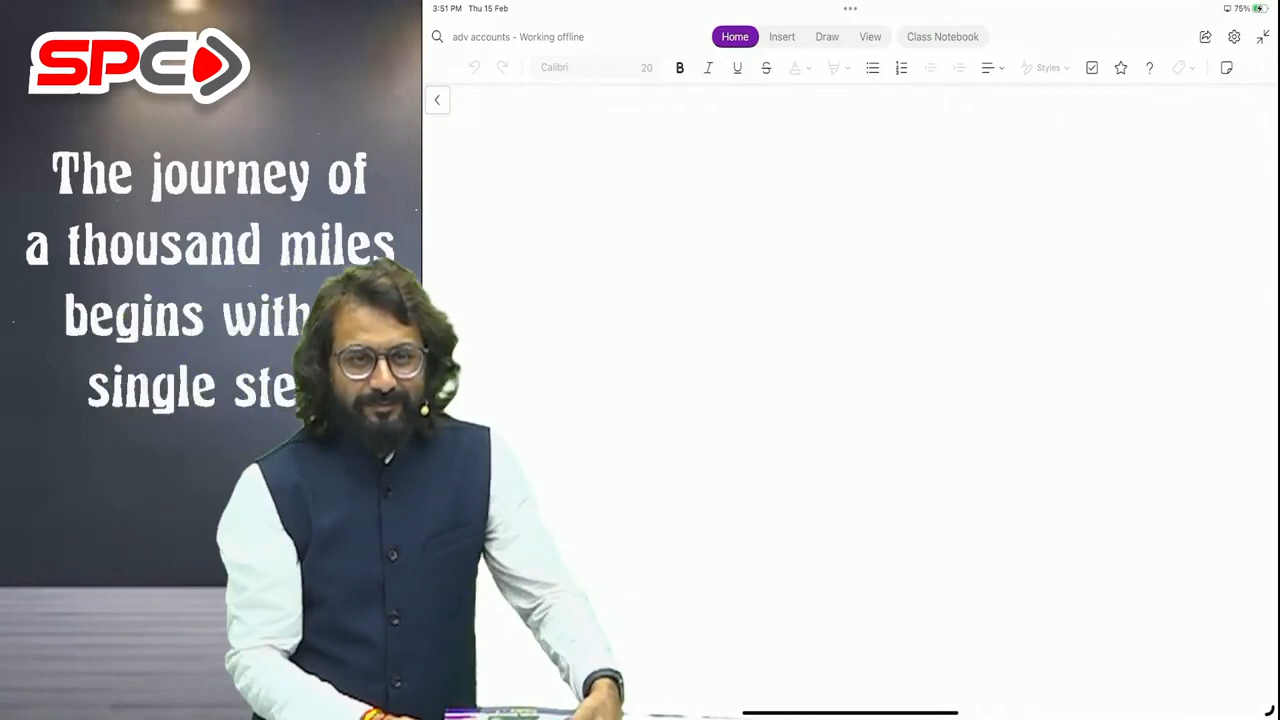 SPE
The journey of
a thousand miles
begins with
single ste
3:51 PM Thu 15 Feb
75%
adv accounts - Working offline
Home Insert Draw View Class Notebook
Calibri 20 B I U S A Styles ?